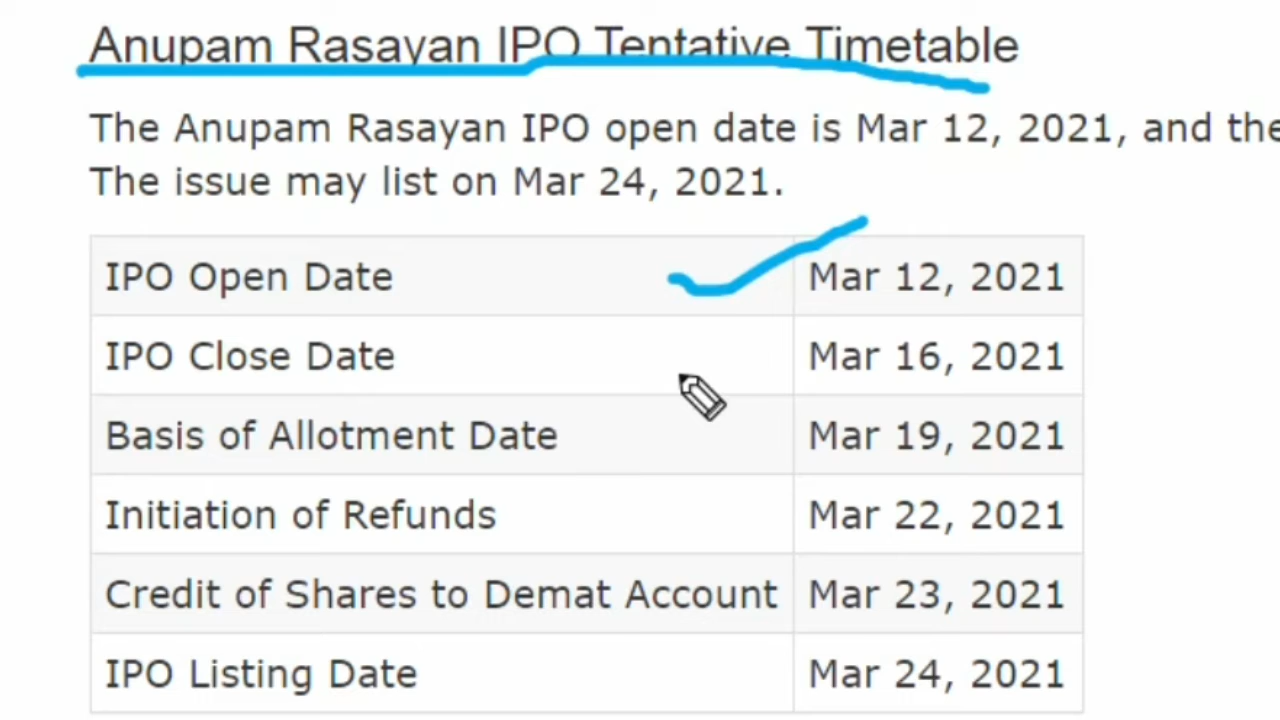 Anupam Rasayan IPO Tentative Timetable
The Anupam Rasayan IPO open date is Mar 12, 2021, and the
The issue may list on Mar 24, 2021.
IPO Open Date Mar 12, 2021
IPO Close Date Mar 16, 2021
Basis of Allotment Date Mar 19, 2021
Initiation of Refunds Mar 22, 2021
Credit of Shares to Demat Account Mar 23, 2021
IPO Listing Date Mar 24, 2021